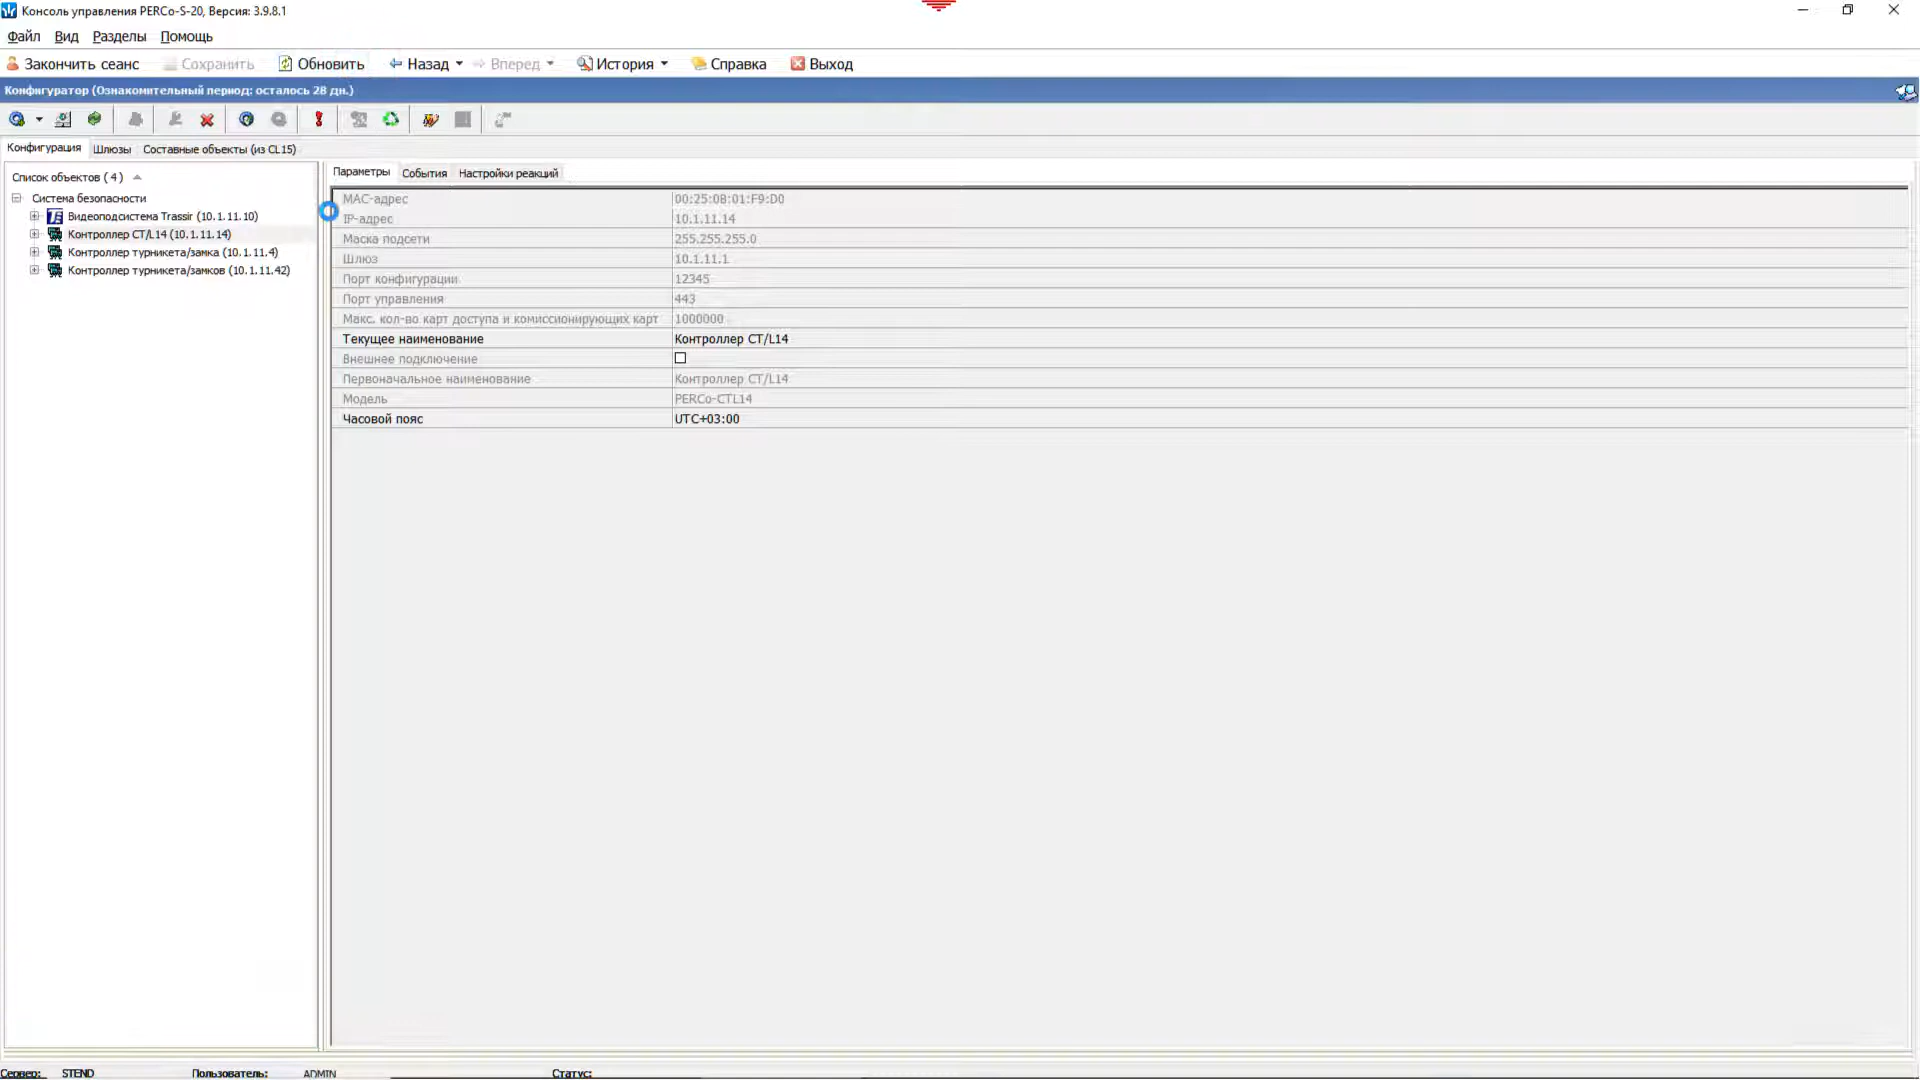 Консоль управления PERCo-S-20, Версия: 3.9.8.1
Файл Вид Разделы Помощь
Закончить сеанс Сохранить Обновить Назад Вперед История Справка Выход
Конфигуратор (Ознакомительный период: осталось 28 дн.)
Конфигурация Шлюзы Составные объекты (из CL15)
Список объектов ( 4 )
Система безопасности
Видеоподсистема Trassir (10.1.11.10)
Контроллер CT/L14 (10.1.11.14)
Контроллер турникета/замка (10.1.11.4)
Контроллер турникета/замков (10.1.11.42)
Параметры События Настройки реакций
MAC-адрес 00:25:0B:01:F9:D0
IP-адрес 10.1.11.14
Маска подсети 255.255.255.0
Шлюз 10.1.11.1
Порт конфигурации 12345
Порт управления 443
Макс. кол-во карт доступа и комиссионирующих карт 1000000
Текущее наименование Контроллер CT/L14
Внешнее подключение
Первоначальное наименование Контроллер CT/L14
Модель PERCo-CTL14
Часовой пояс UTC+03:00
Сервер: STEND Пользователь: ADMIN Статус: